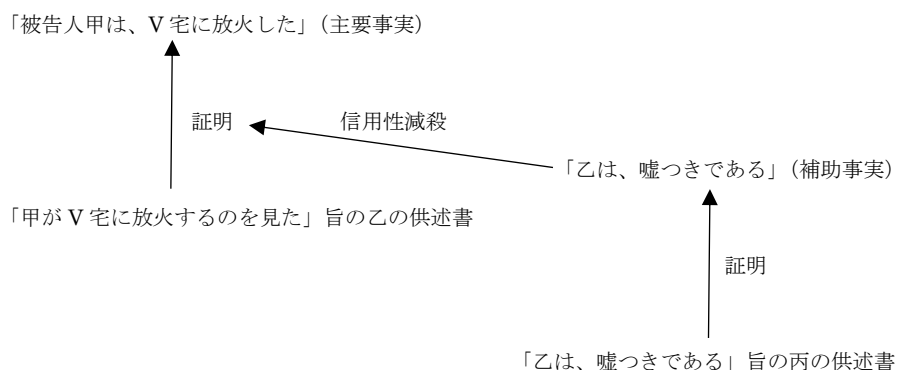 「被告人甲は、V 宅に放火した」（主要事実）
証明
信用性減殺
「乙は、嘘つきである」（補助事実）
「甲が V 宅に放火するのを見た」旨の乙の供述書
証明
「乙は、嘘つきである」旨の丙の供述書